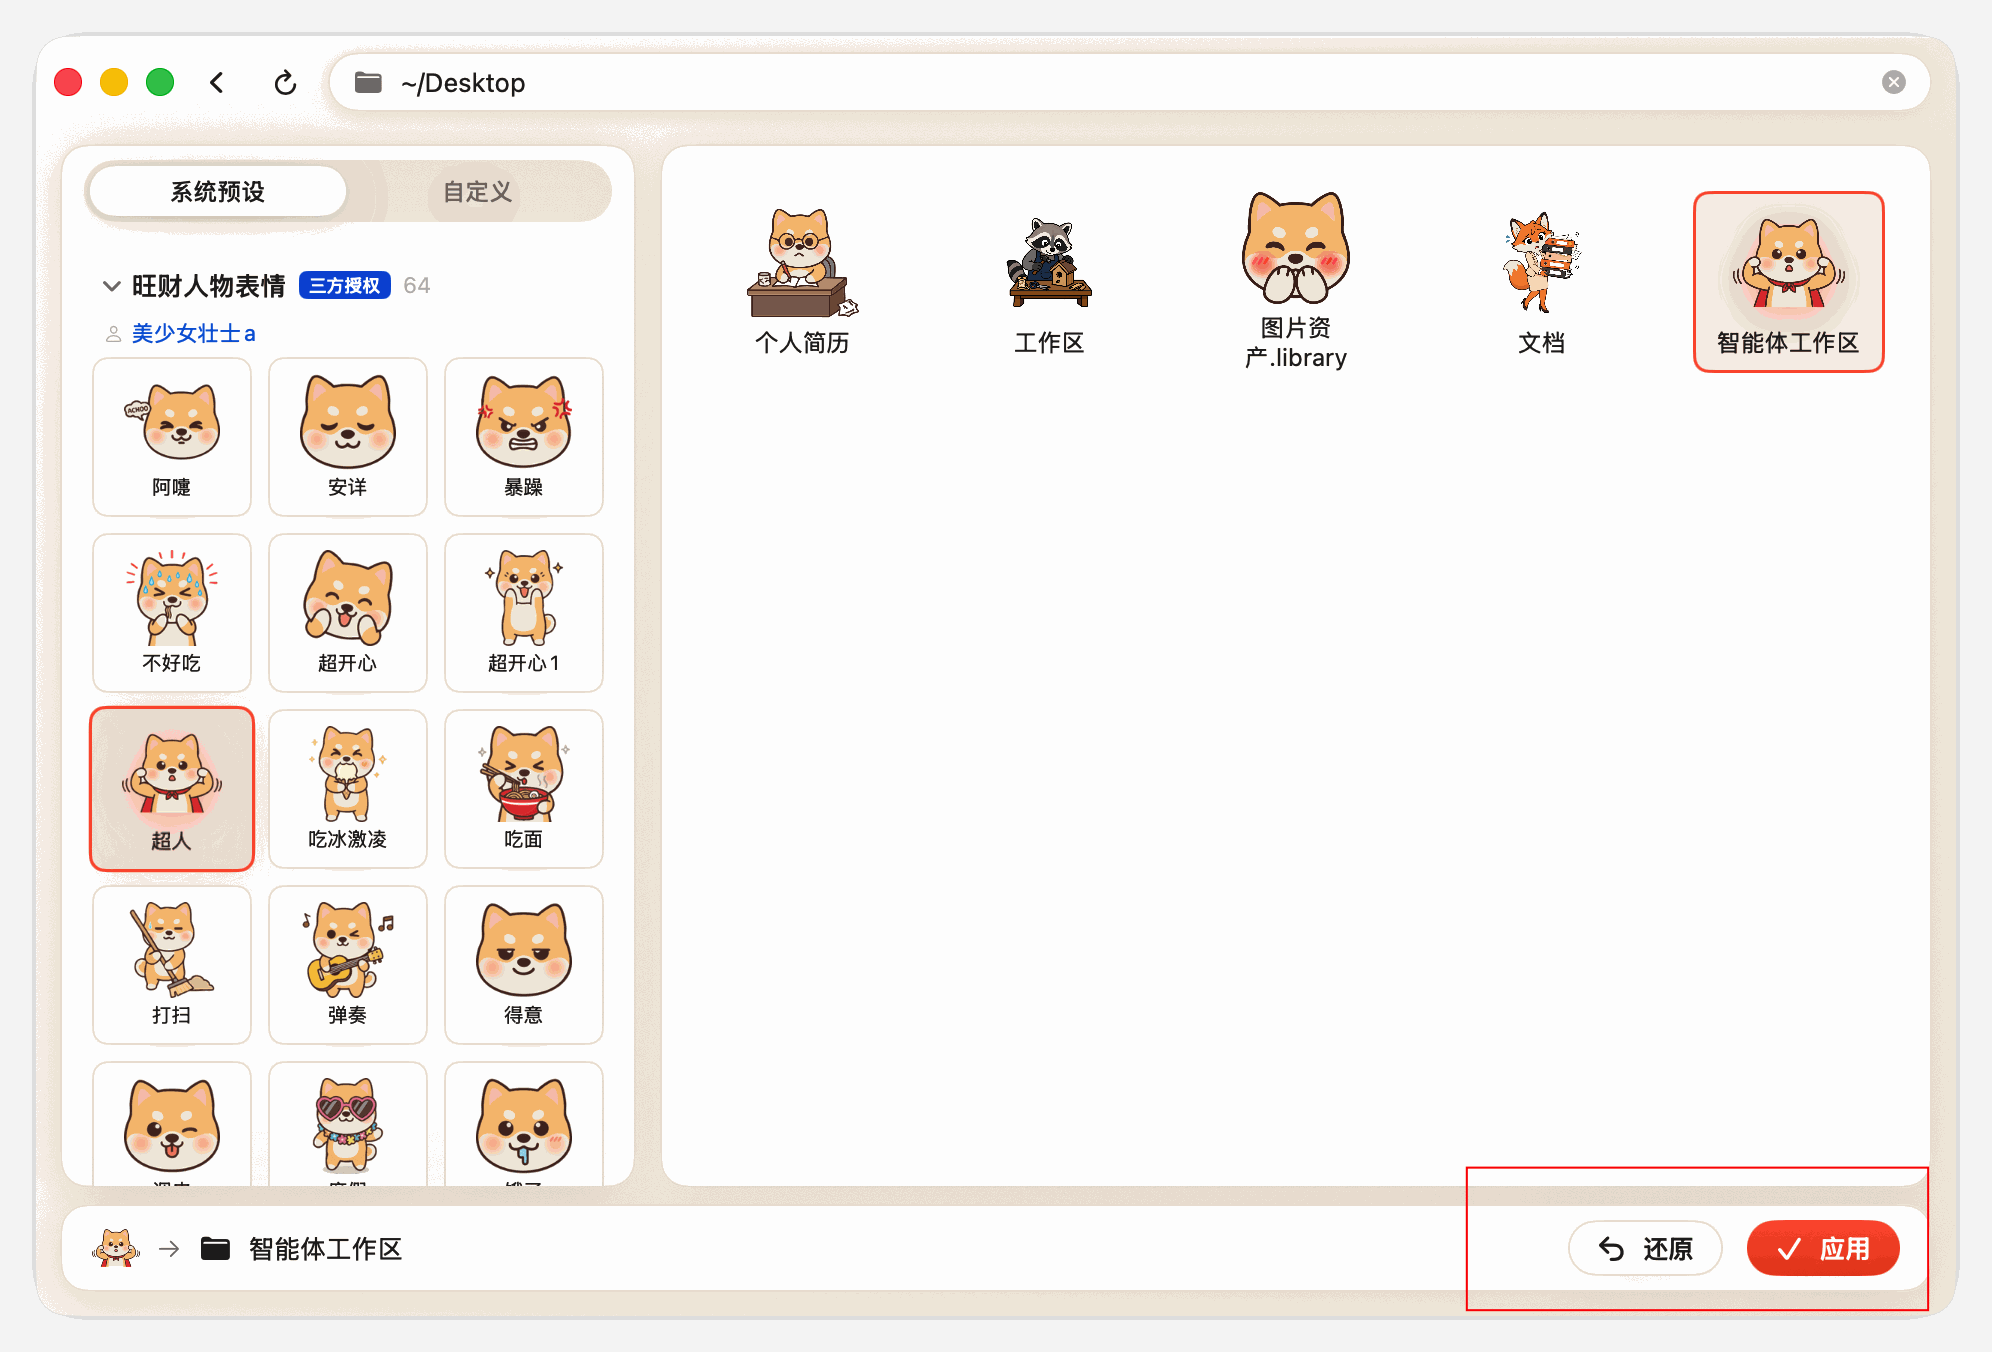 ~/Desktop
系统预设
自定义
旺财人物表情 三方授权 64
美少女壮士a
ACHOO
阿嚏
安详
暴躁
不好吃
超开心
超开心1
超人
吃冰激凌
吃面
打扫
弹奏
得意
个人简历
工作区
图片资
产.library
文档
智能体工作区
智能体工作区
还原
应用